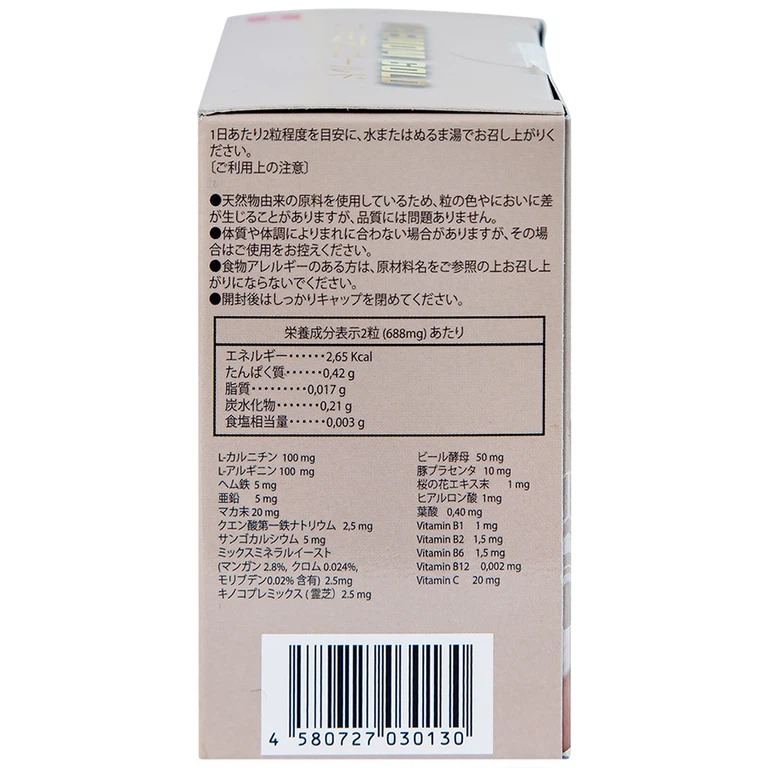 1日あたり2粒程度を目安に、水またはぬるま湯でお召し上がりく
ださい。
〔ご利用上の注意〕
●天然物由来の原料を使用しているため、粒の色やにおいに差
が生じることがありますが、品質には問題ありません。
●体質や体調によりまれに合わない場合がありますが、その場
合はご使用をお控えください。
●食物アレルギーのある方は、原材料名をご参照の上お召し上
がりにならないでください。
●開封後はしっかりキャップを閉めてください。
栄養成分表示2粒 (688mg) あたり
エネルギー・・・・・・2,65 Kcal
たんぱく質・・・・・・0,42 g
脂質・・・・・・・・・0,017 g
炭水化物・・・・・・・0,21 g
食塩相当量・・・・・・0,003 g
L-カルニチン 100 mg
L-アルギニン 100 mg
ヘム鉄 5 mg
亜鉛 5 mg
マカ末 20 mg
クエン酸第一鉄ナトリウム 2,5 mg
サンゴカルシウム 5 mg
ミックスミネラルイースト
(マンガン 2.8%, クロム 0.024%,
モリブデン0.02% 含有) 2.5mg
キノコプレミックス ( 霊芝） 2.5 mg
ビール酵母 50 mg
豚プラセンタ 10 mg
桜の花エキス末 1 mg
ヒアルロン酸 1mg
葉酸 0,40 mg
Vitamin B1 1 mg
Vitamin B2 1,5 mg
Vitamin B6 1,5 mg
Vitamin B12 0,002 mg
Vitamin C 20 mg
4 580727 030130